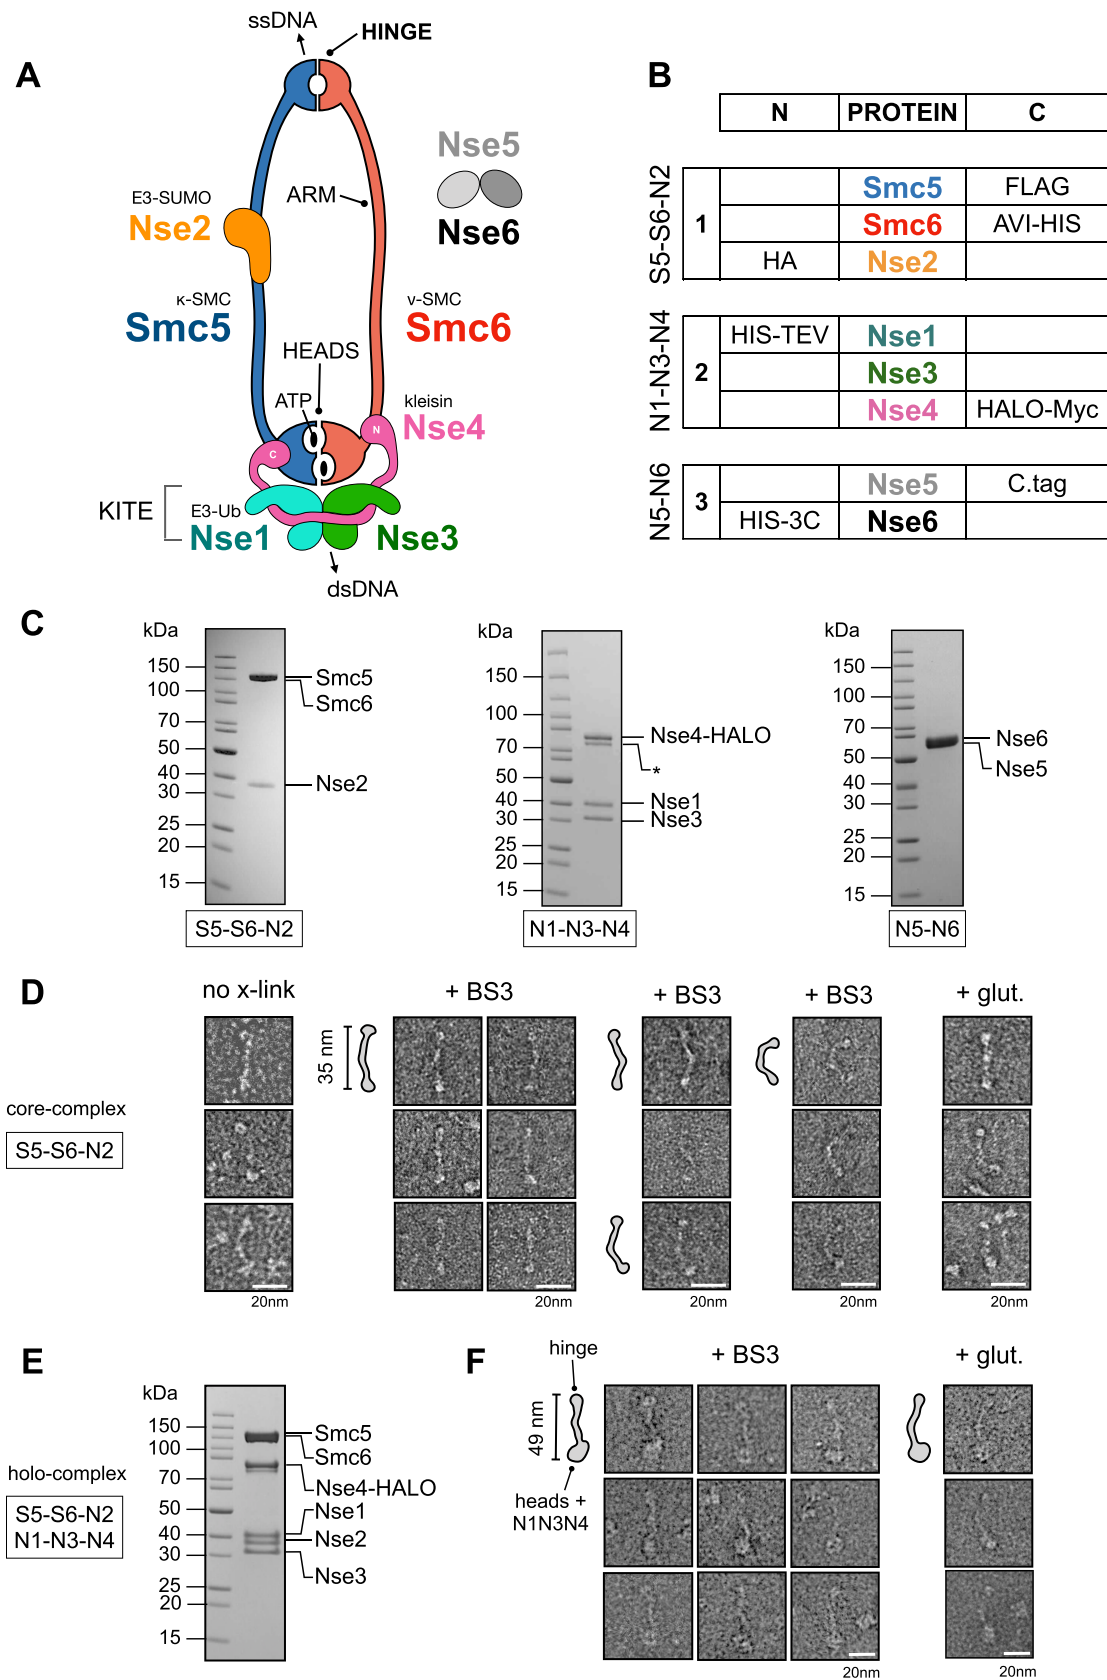 A
ssDNA
HINGE
Nse5
Nse6
ARM
E3-SUMO
Nse2
κ-SMC
Smc5
ν-SMC
Smc6
HEADS
ATP
kleisin
Nse4
N
C
KITE
E3-Ub
Nse1
Nse3
dsDNA
B
N PROTEIN C
S5-S6-N2
1
Smc5 FLAG
Smc6 AVI-HIS
HA Nse2
N1-N3-N4
2
HIS-TEV Nse1
Nse3
Nse4 HALO-Myc
N5-N6
3
Nse5 C.tag
HIS-3C Nse6
C
kDa
150
100
70
50
40
30
25
20
15
Smc5
Smc6
Nse2
S5-S6-N2
kDa
150
100
70
50
40
30
25
20
15
Nse4-HALO
*
Nse1
Nse3
N1-N3-N4
kDa
150
100
70
50
40
30
25
20
15
Nse6
Nse5
N5-N6
D
no x-link
+ BS3
+ BS3
+ BS3
+ glut.
35 nm
core-complex
S5-S6-N2
20nm
20nm
20nm
20nm
20nm
E
kDa
150
100
70
50
40
30
25
20
15
Smc5
Smc6
Nse4-HALO
Nse1
Nse2
Nse3
holo-complex
S5-S6-N2
N1-N3-N4
F
hinge
+ BS3
+ glut.
49 nm
heads +
N1N3N4
20nm
20nm